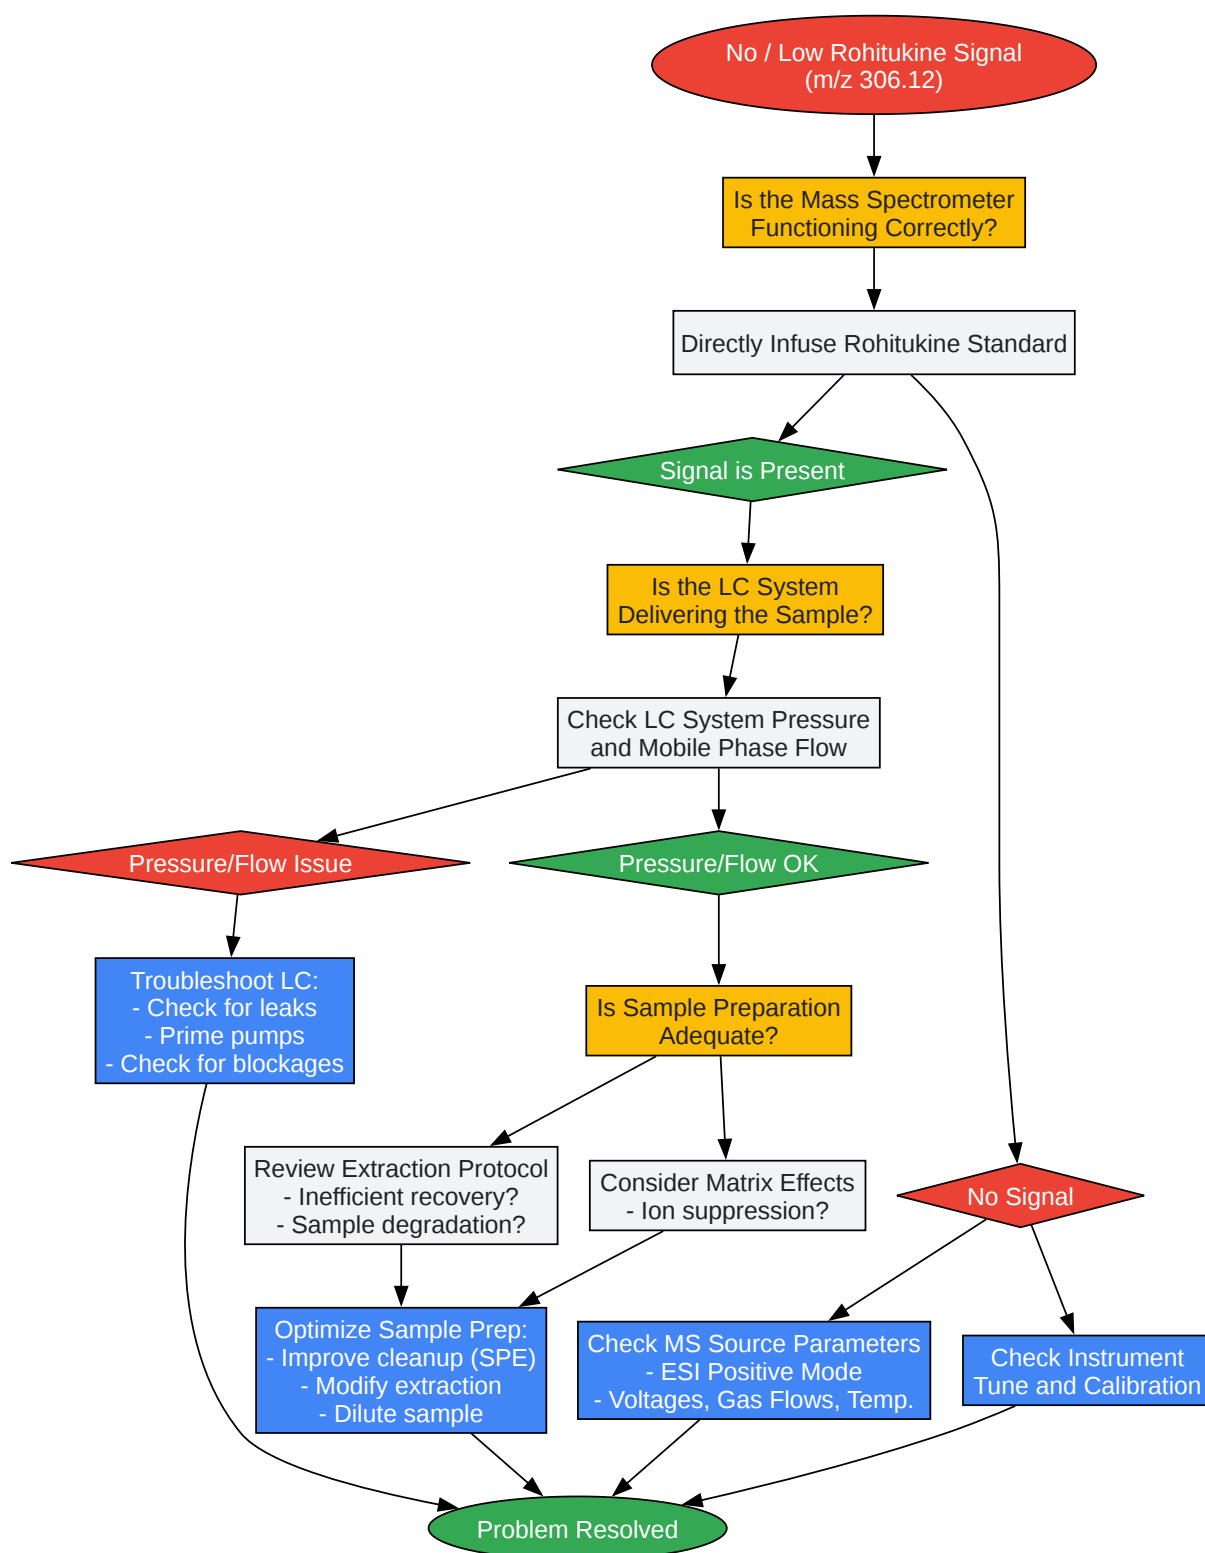 No / Low Rohitukine Signal
(m/z 306.12)
Is the Mass Spectrometer
Functioning Correctly?
Directly Infuse Rohitukine Standard
Signal is Present
Is the LC System
Delivering the Sample?
Check LC System Pressure
and Mobile Phase Flow
Pressure/Flow Issue
Pressure/Flow OK
Troubleshoot LC:
- Check for leaks
- Prime pumps
- Check for blockages
Is Sample Preparation
Adequate?
Review Extraction Protocol
- Inefficient recovery?
- Sample degradation?
Consider Matrix Effects
- Ion suppression?
No Signal
Optimize Sample Prep:
- Improve cleanup (SPE)
- Modify extraction
- Dilute sample
Check MS Source Parameters
- ESI Positive Mode
- Voltages, Gas Flows, Temp.
Check Instrument
Tune and Calibration
Problem Resolved